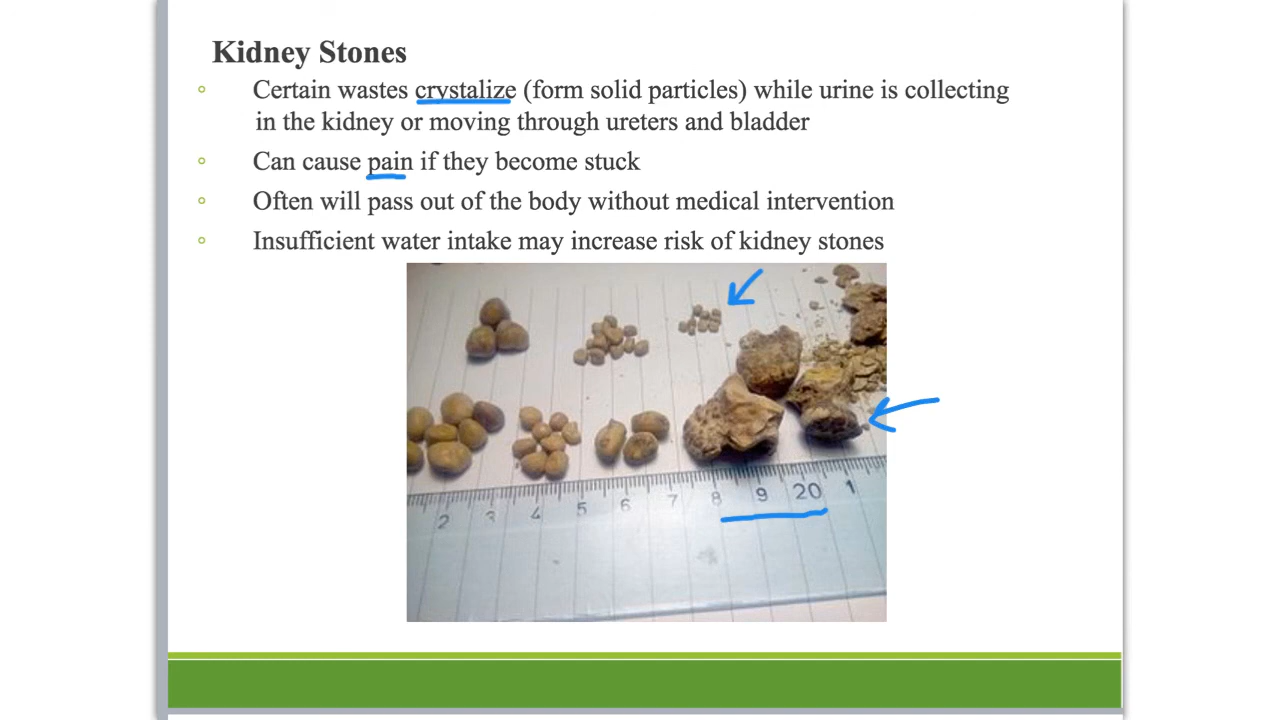 Kidney Stones
Certain wastes crystalize (form solid particles) while urine is collecting
in the kidney or moving through ureters and bladder
Can cause pain if they become stuck
Often will pass out of the body without medical intervention
Insufficient water intake may increase risk of kidney stones
2 3 4 5 6 7 8 9 20 1